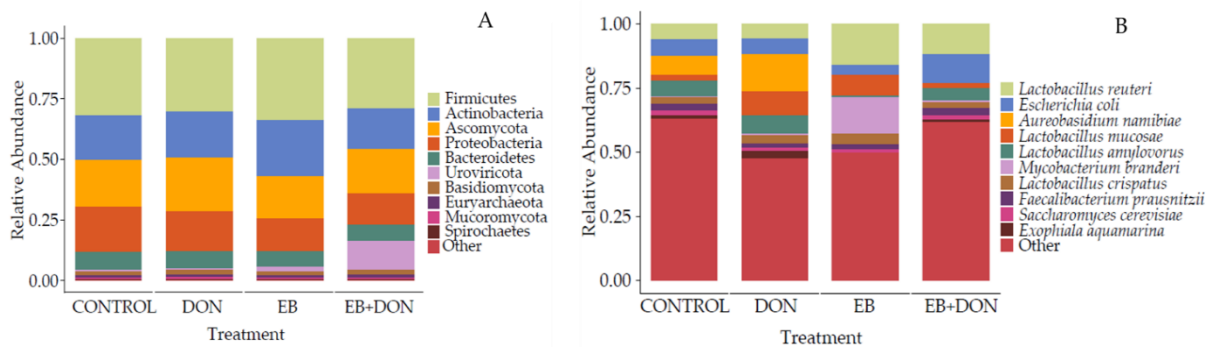 A
Relative Abundance
1.00
0.75
0.50
0.25
0.00
CONTROL DON EB EB+DON
Treatment
Firmicutes
Actinobacteria
Ascomycota
Proteobacteria
Bacteroidetes
Uroviricota
Basidiomycota
Euryarchaeota
Mucoromycota
Spirochaetes
Other
B
Relative Abundance
1.00
0.75
0.50
0.25
0.00
CONTROL DON EB EB+DON
Treatment
Lactobacillus reuteri
Escherichia coli
Aureobasidium namibiae
Lactobacillus mucosae
Lactobacillus amylovorus
Mycobacterium branderi
Lactobacillus crispatus
Faecalibacterium prausnitzii
Saccharomyces cerevisiae
Exophiala aquamarina
Other